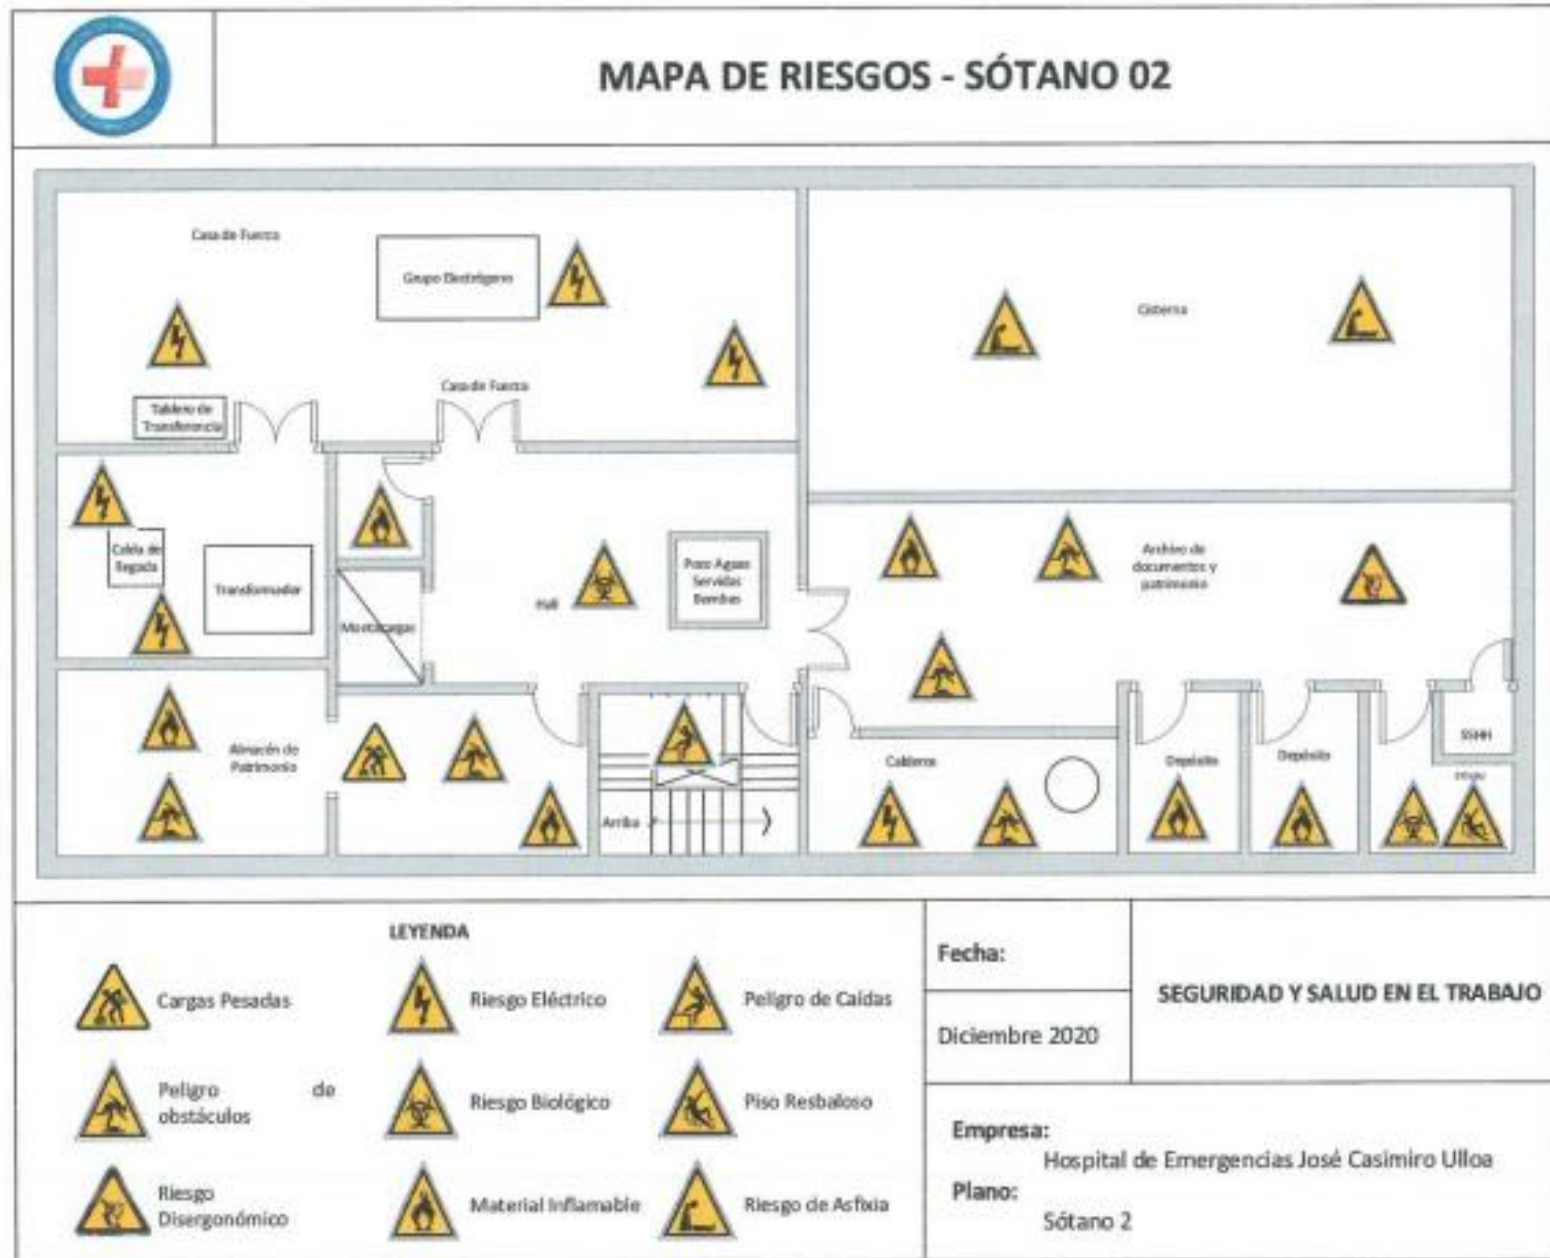 MAPA DE RIESGOS - SÓTANO 02
Casa de Fuerza
Grupo Electrógeno
Cisterna
Casa de Fuerza
Tablero de
Transferencia
Celda de
llegada
Transformador
Hall
Pozo Aguas
Servidas
Bombas
Archivo de
documentos y
patrimonio
Montacargas
Almacén de
Patrimonio
Arriba
Calderos
Depósito
Depósito
SSHH
LEYENDA
Cargas Pesadas
Riesgo Eléctrico
Peligro de Caídas
Peligro de
obstáculos
Riesgo Biológico
Piso Resbaloso
Riesgo
Disergonómico
Material Inflamable
Riesgo de Asfixia
Fecha:
Diciembre 2020
SEGURIDAD Y SALUD EN EL TRABAJO
Empresa:
Hospital de Emergencias José Casimiro Ulloa
Plano:
Sótano 2